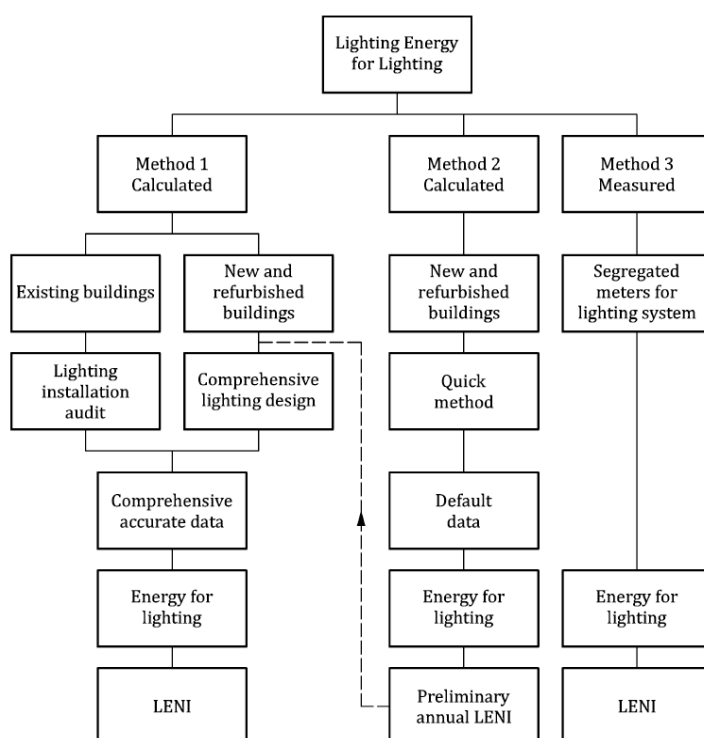 Lighting Energy
for Lighting
Method 1
Calculated
Method 2
Calculated
Method 3
Measured
Existing buildings
New and
refurbished
buildings
New and
refurbished
buildings
Segregated
meters for
lighting system
Lighting
installation
audit
Comprehensive
lighting design
Quick
method
Comprehensive
accurate data
Default
data
Energy for
lighting
Energy for
lighting
Energy for
lighting
LENI
Preliminary
annual LENI
LENI